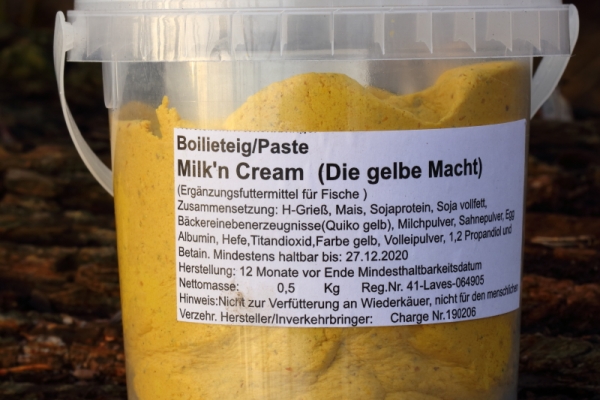 Boilieteig/Paste
Milk'n Cream (Die gelbe Macht)
(Ergänzungsfuttermittel für Fische )
Zusammensetzung: H-Grieß, Mais, Sojaprotein, Soja vollfett,
Bäckereinebenerzeugnisse(Quiko gelb), Milchpulver, Sahnepulver, Egg
Albumin, Hefe,Titandioxid,Farbe gelb, Volleipulver, 1,2 Propandiol und
Betain. Mindestens haltbar bis: 27.12.2020
Herstellung: 12 Monate vor Ende Mindesthaltbarkeitsdatum
Nettomasse: 0,5 Kg Reg.Nr. 41-Laves-064905
Hinweis:Nicht zur Verfütterung an Wiederkäuer, nicht für den menschlichen
Verzehr. Hersteller/Inverkehrbringer: Charge Nr.190206